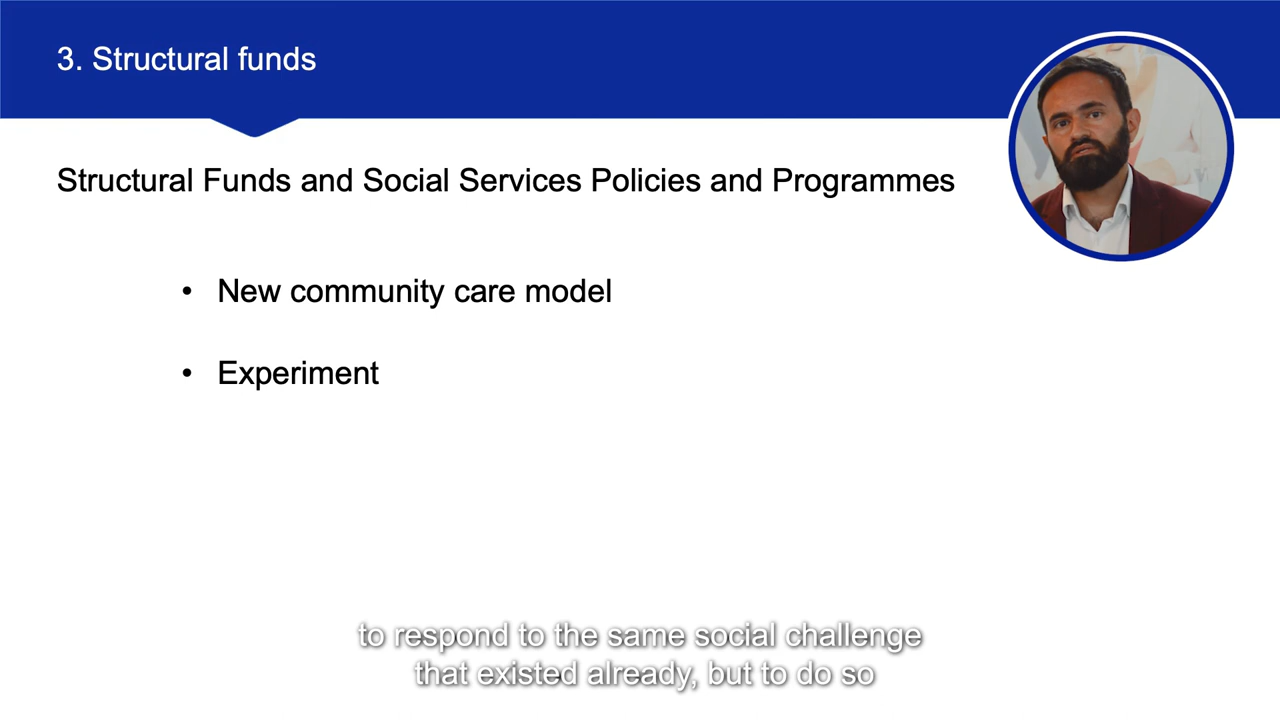 3. Structural funds
Structural Funds and Social Services Policies and Programmes
• New community care model
• Experiment
to respond to the same social challenge
that existed already, but to do so